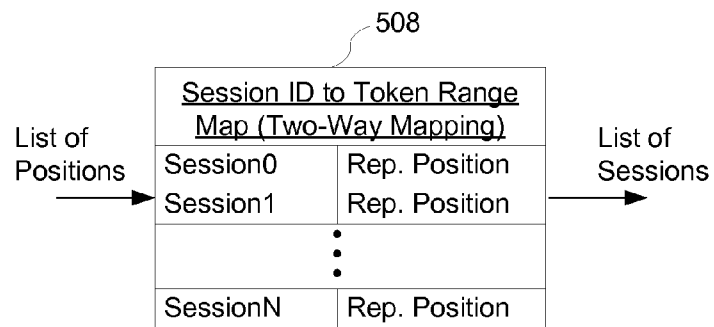 508
Session ID to Token Range
Map (Two-Way Mapping)
List of
Positions
List of
Sessions
Session0 Rep. Position
Session1 Rep. Position
SessionN Rep. Position